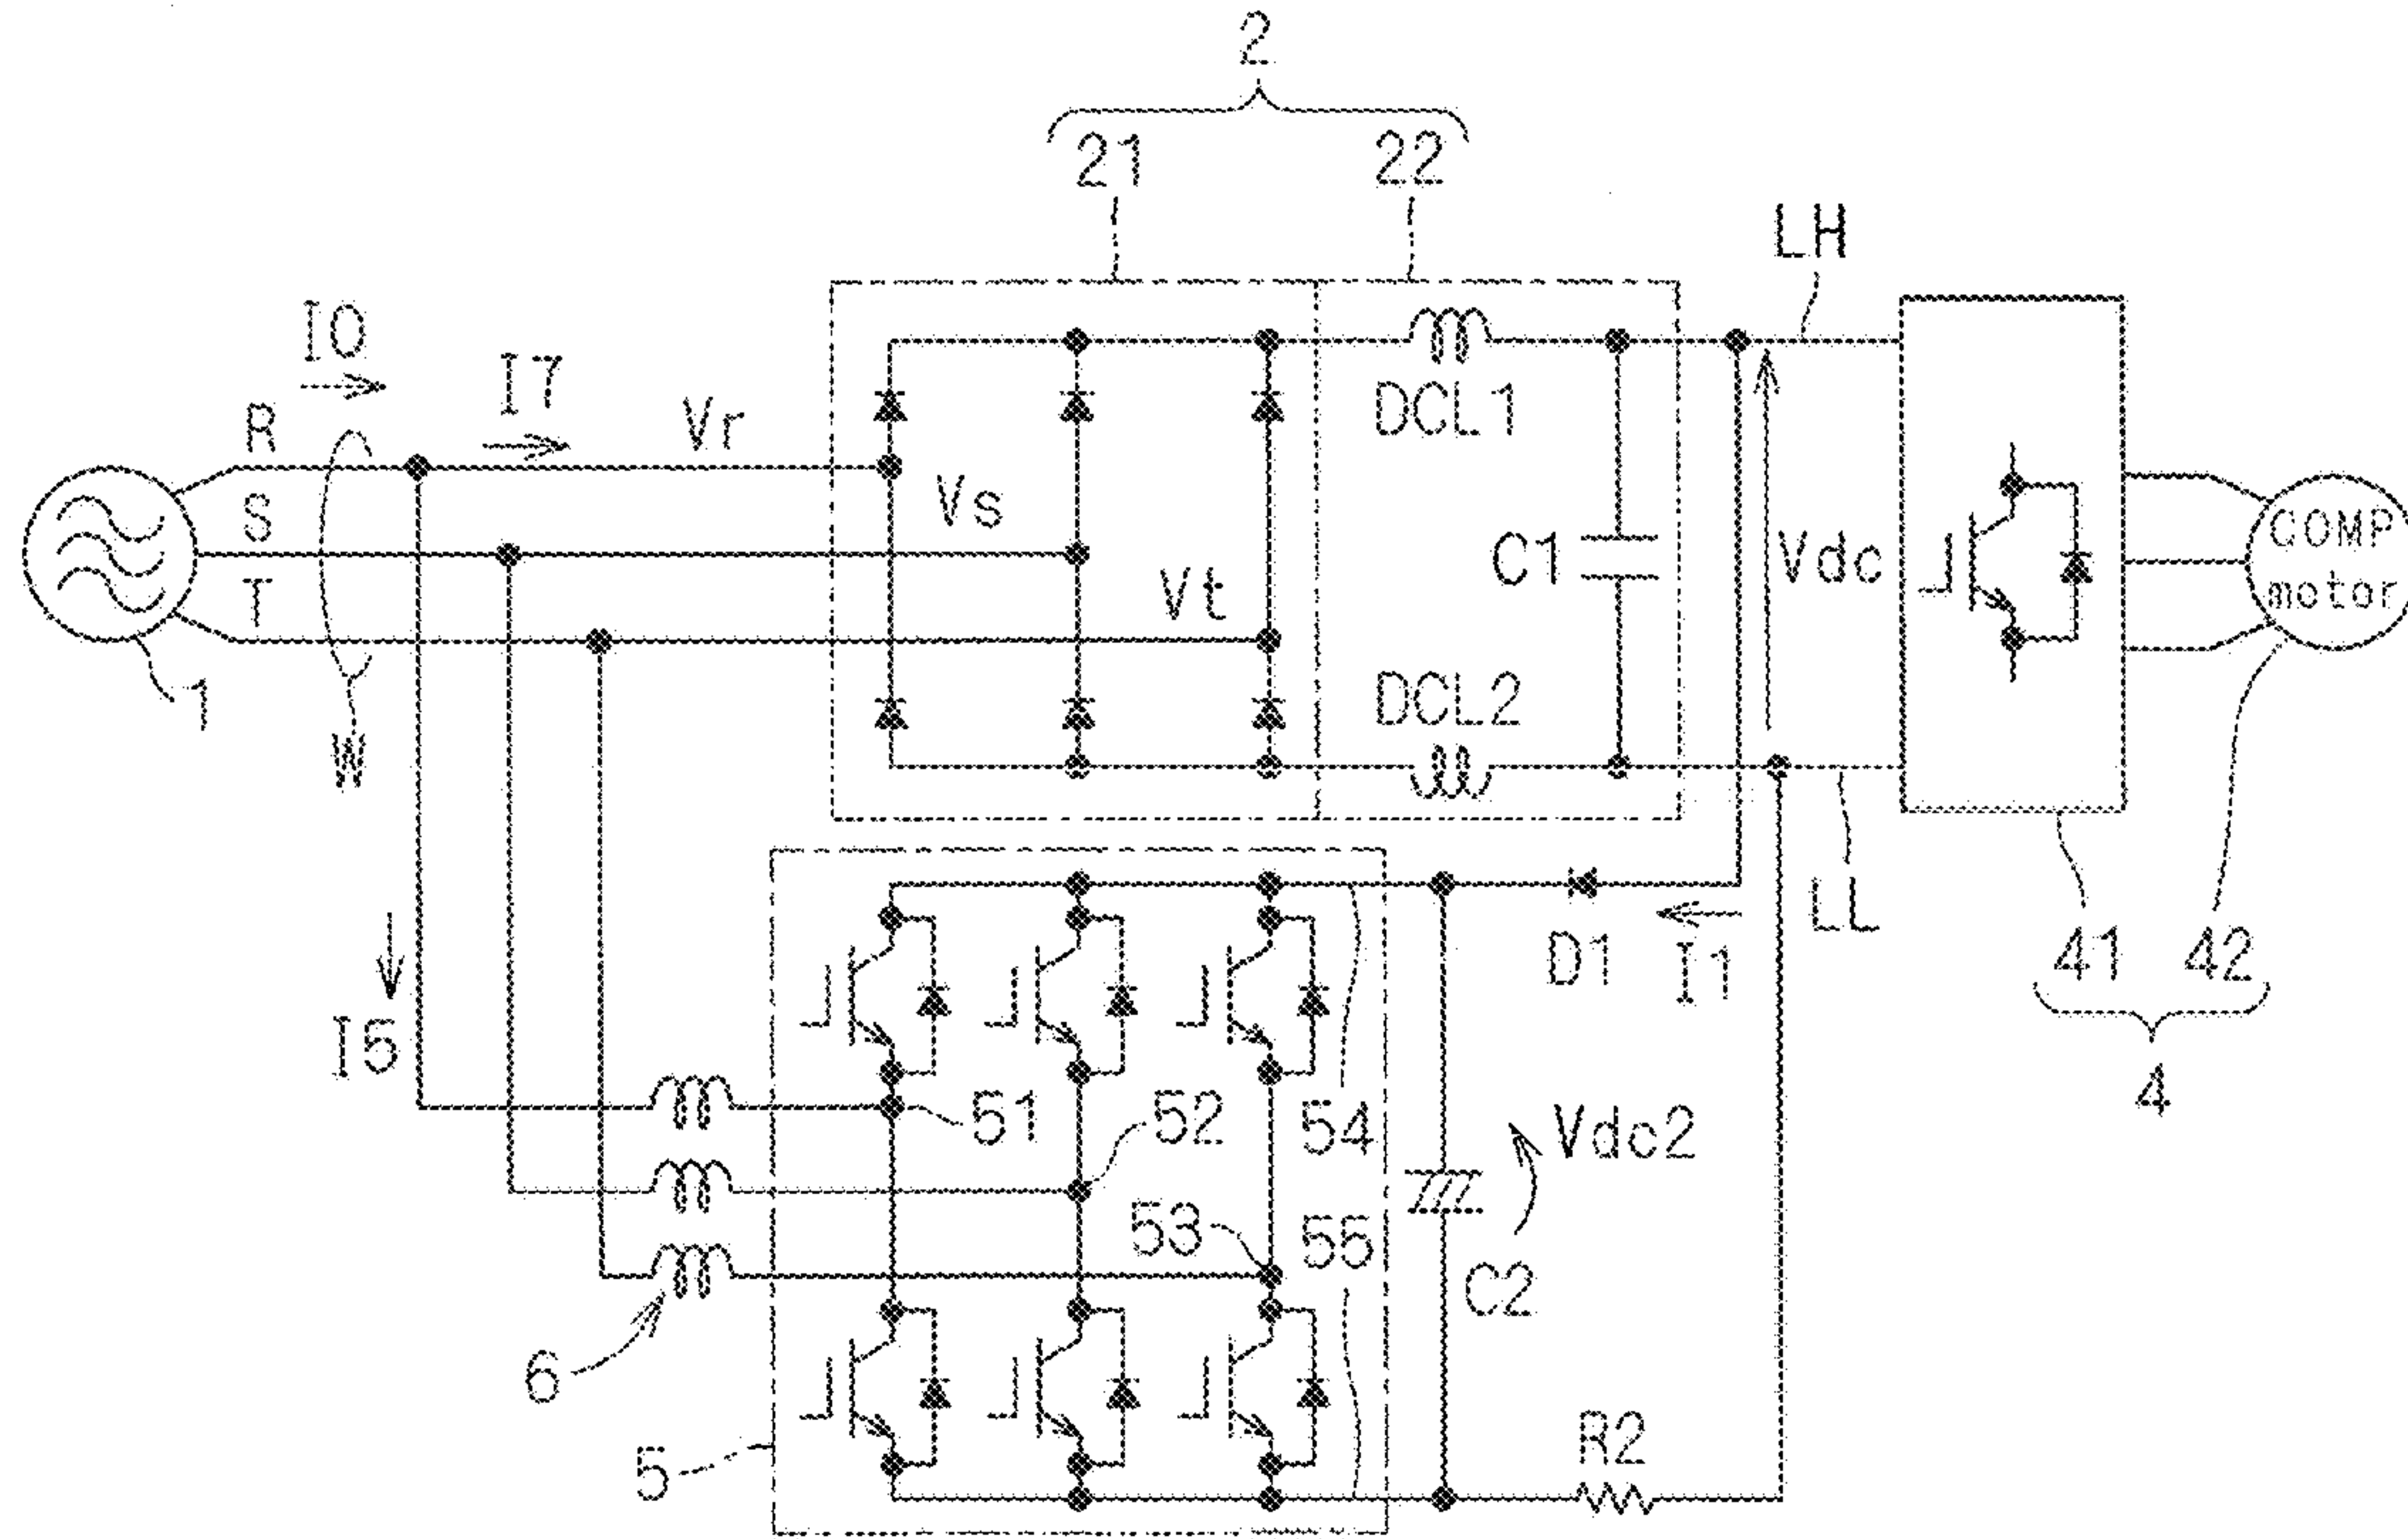 2
21
22
LH
I0
I7
R
Vr
DCL1
S
Vs
C1
Vdc
COMP
motor
T
Vt
1
W
DCL2
LL
41
42
4
D1
I1
I5
51
52
54
Vdc2
53
55
C2
6
5
R2